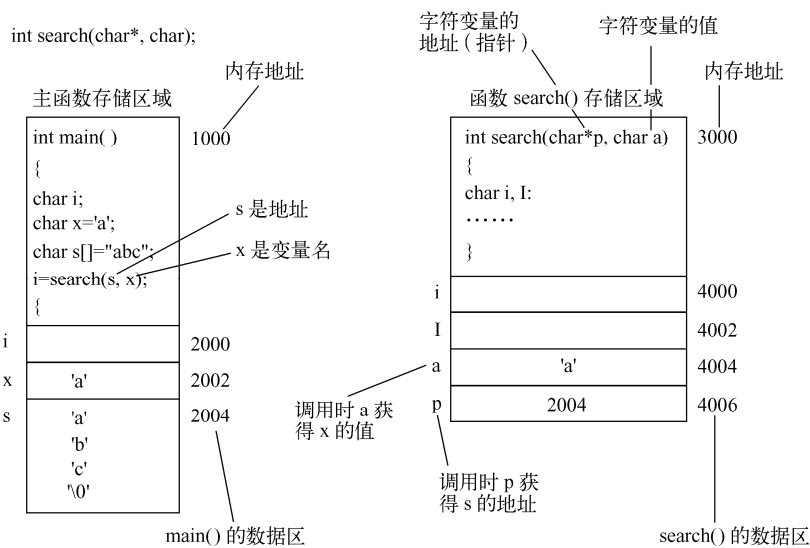 int search(char*, char);
内存地址
主函数存储区域
int main( )
1000
{
char i;
char x='a';
char s[]="abc";
i=search(s, x);
{
s 是地址
x 是变量名
i
2000
x
'a'
2002
s
'a'
2004
'b'
'c'
'\0'
main() 的数据区
字符变量的
地址 ( 指针 )
字符变量的值
内存地址
函数 search() 存储区域
int search(char*p, char a)
3000
{
char i, I:
……
}
i
4000
I
4002
a
'a'
4004
p
2004
4006
调用时 a 获
得 x 的值
调用时 p 获
得 s 的地址
search() 的数据区